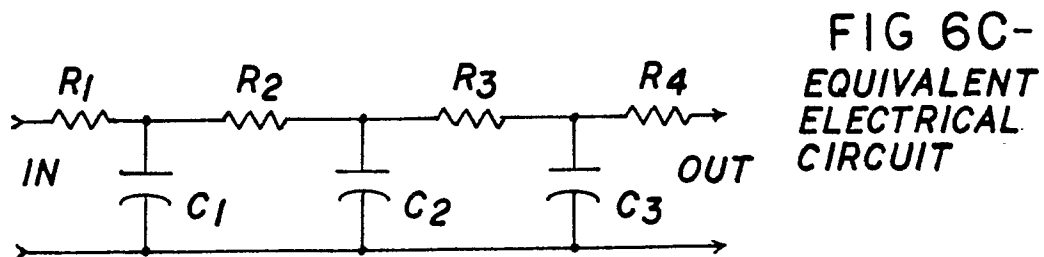 FIG 6C-
EQUIVALENT
ELECTRICAL
CIRCUIT
R1 R2 R3 R4
IN OUT
C1 C2 C3